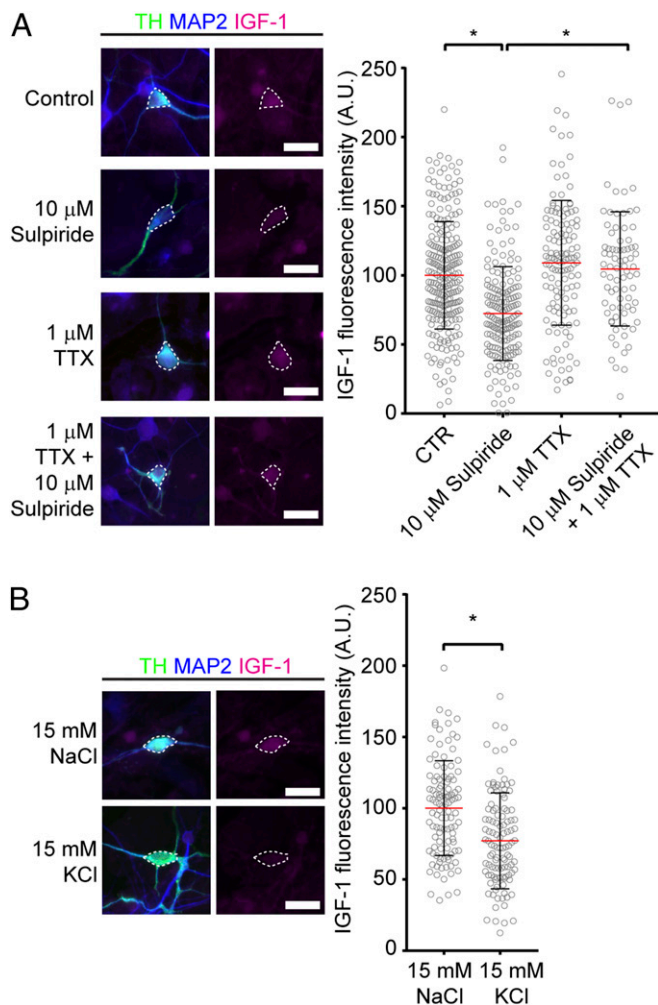 A
TH MAP2 IGF-1
Control
10 μM
Sulpiride
1 μM
TTX
1 μM
TTX +
10 μM
Sulpiride
IGF-1 fluorescence intensity (A.U.)
250
200
150
100
50
0
*
*
CTR
10 μM Sulpiride
1 μM TTX
10 μM Sulpiride
+ 1 μM TTX
B
TH MAP2 IGF-1
15 mM
NaCl
15 mM
KCl
IGF-1 fluorescence intensity (A.U.)
250
200
150
100
50
0
*
15 mM
NaCl
15 mM
KCl